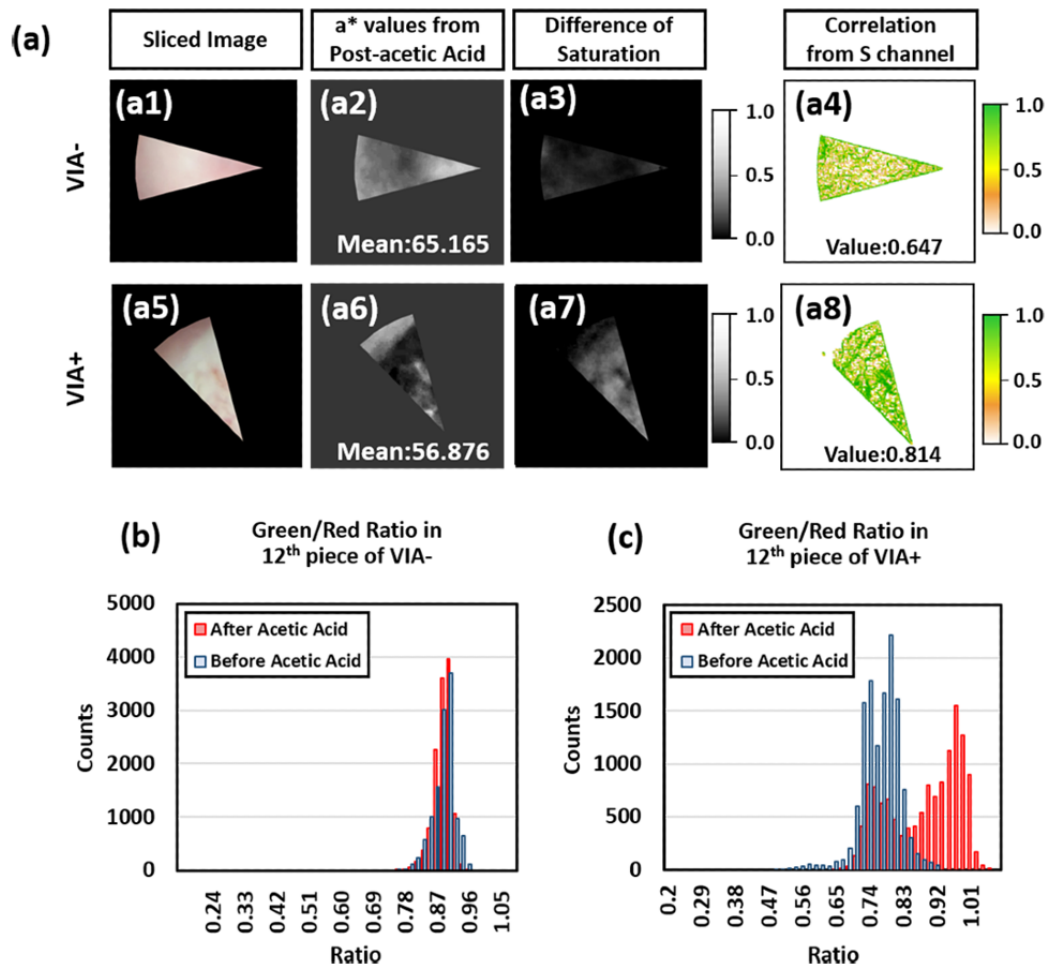 (a)
Sliced Image
a* values from
Post-acetic Acid
Difference of
Saturation
Correlation
from S channel
VIA-
(a1)
(a2)
Mean:65.165
(a3)
1.0
0.5
0.0
(a4)
Value:0.647
1.0
0.5
0.0
VIA+
(a5)
(a6)
Mean:56.876
(a7)
1.0
0.5
0.0
(a8)
Value:0.814
1.0
0.5
0.0
(b)
Green/Red Ratio in
12th piece of VIA-
After Acetic Acid
Before Acetic Acid
Counts
5000
4000
3000
2000
1000
0
0.24 0.33 0.42 0.51 0.60 0.69 0.78 0.87 0.96 1.05
Ratio
(c)
Green/Red Ratio in
12th piece of VIA+
After Acetic Acid
Before Acetic Acid
Counts
2500
2000
1500
1000
500
0
0.2 0.29 0.38 0.47 0.56 0.65 0.74 0.83 0.92 1.01
Ratio